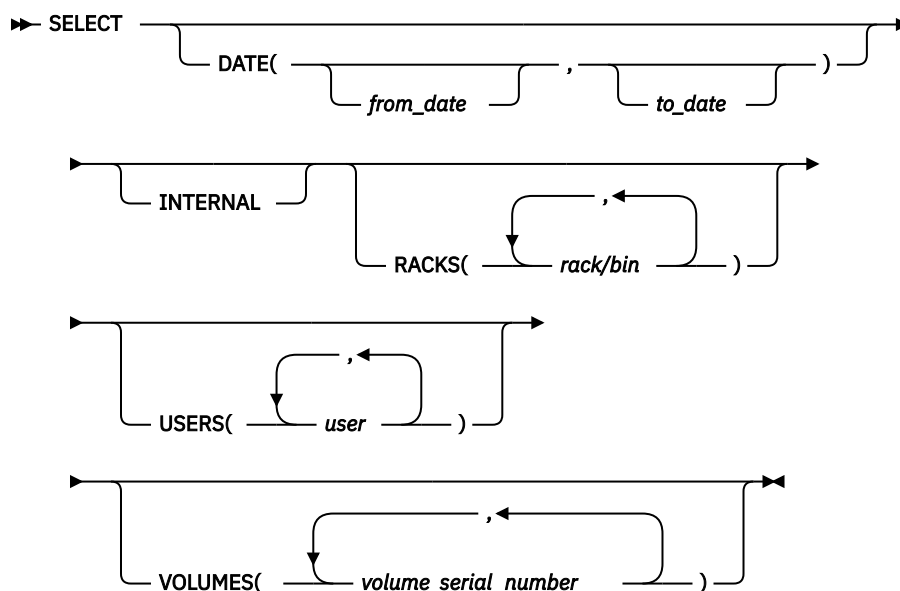 SELECT
DATE( , )
from_date to_date
INTERNAL
,
RACKS( rack/bin )
,
USERS( user )
,
VOLUMES( volume serial number )